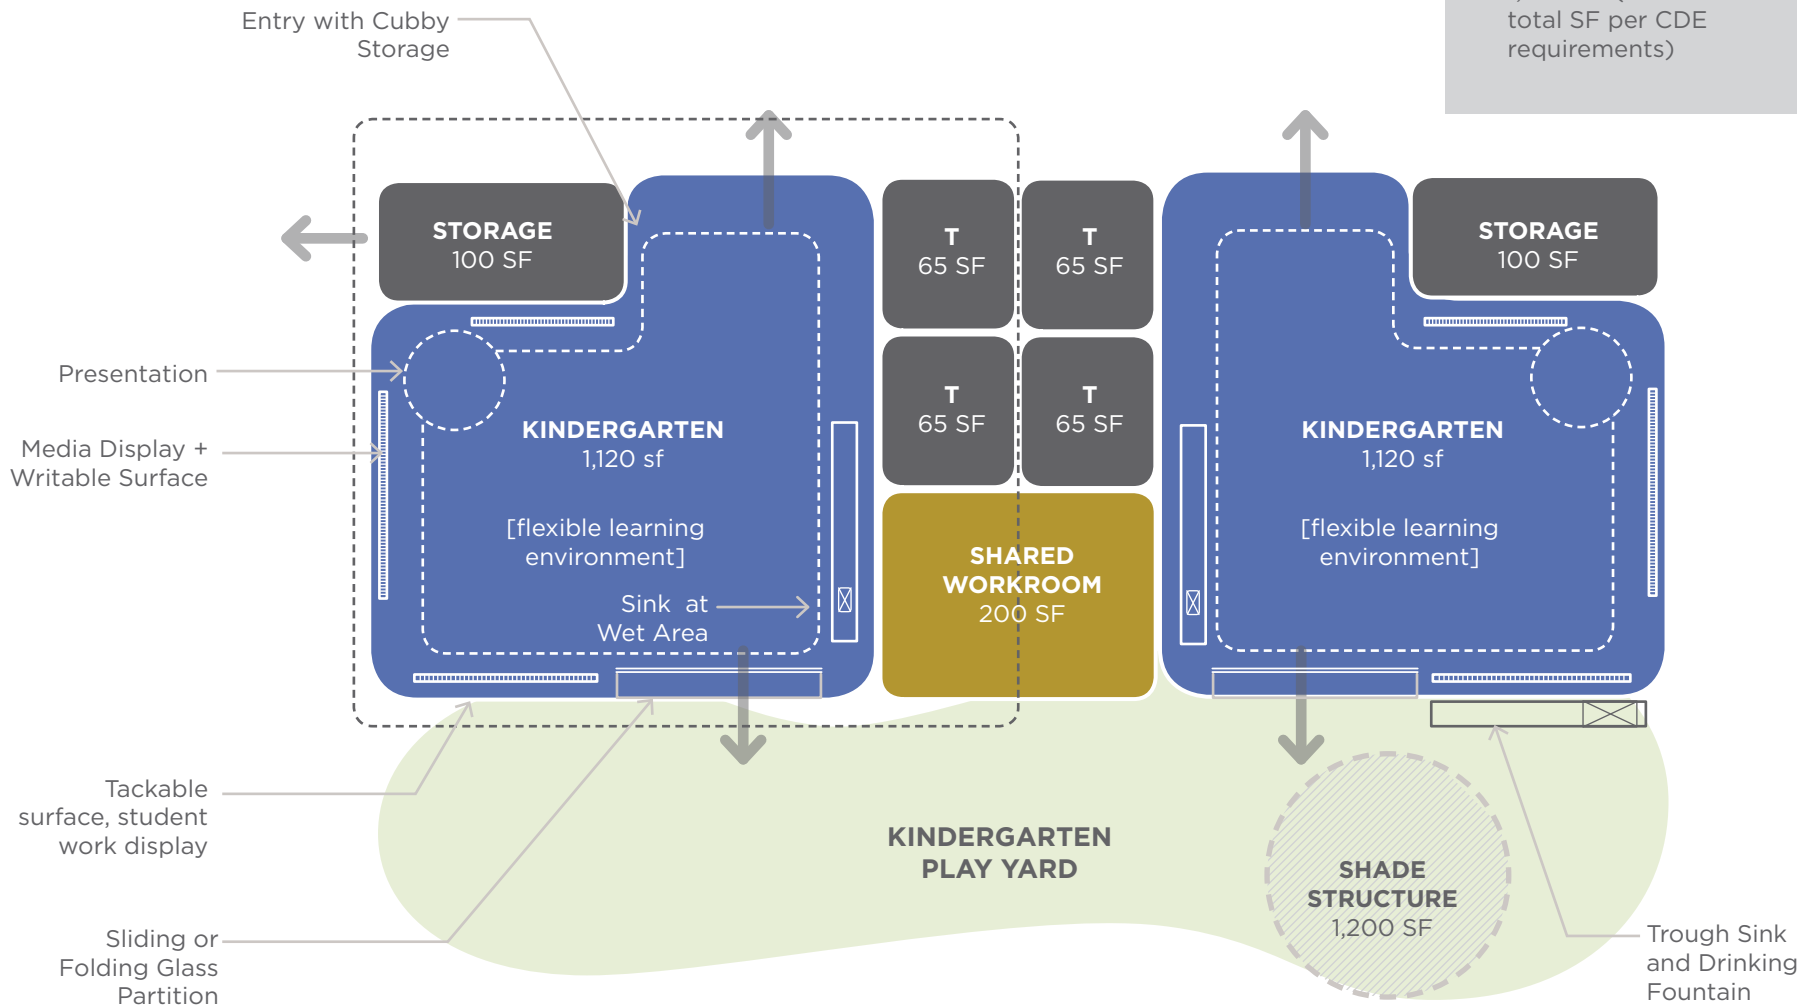 Entry with Cubby
Storage
total SF per CDE
requirements)
STORAGE
100 SF
T
65 SF
T
65 SF
STORAGE
100 SF
Presentation
Media Display +
Writable Surface
KINDERGARTEN
1,120 sf
[flexible learning
environment]
Sink at
Wet Area
T
65 SF
T
65 SF
SHARED
WORKROOM
200 SF
KINDERGARTEN
1,120 sf
[flexible learning
environment]
Tackable
surface, student
work display
KINDERGARTEN
PLAY YARD
SHADE
STRUCTURE
1,200 SF
Sliding or
Folding Glass
Partition
Trough Sink
and Drinking
Fountain